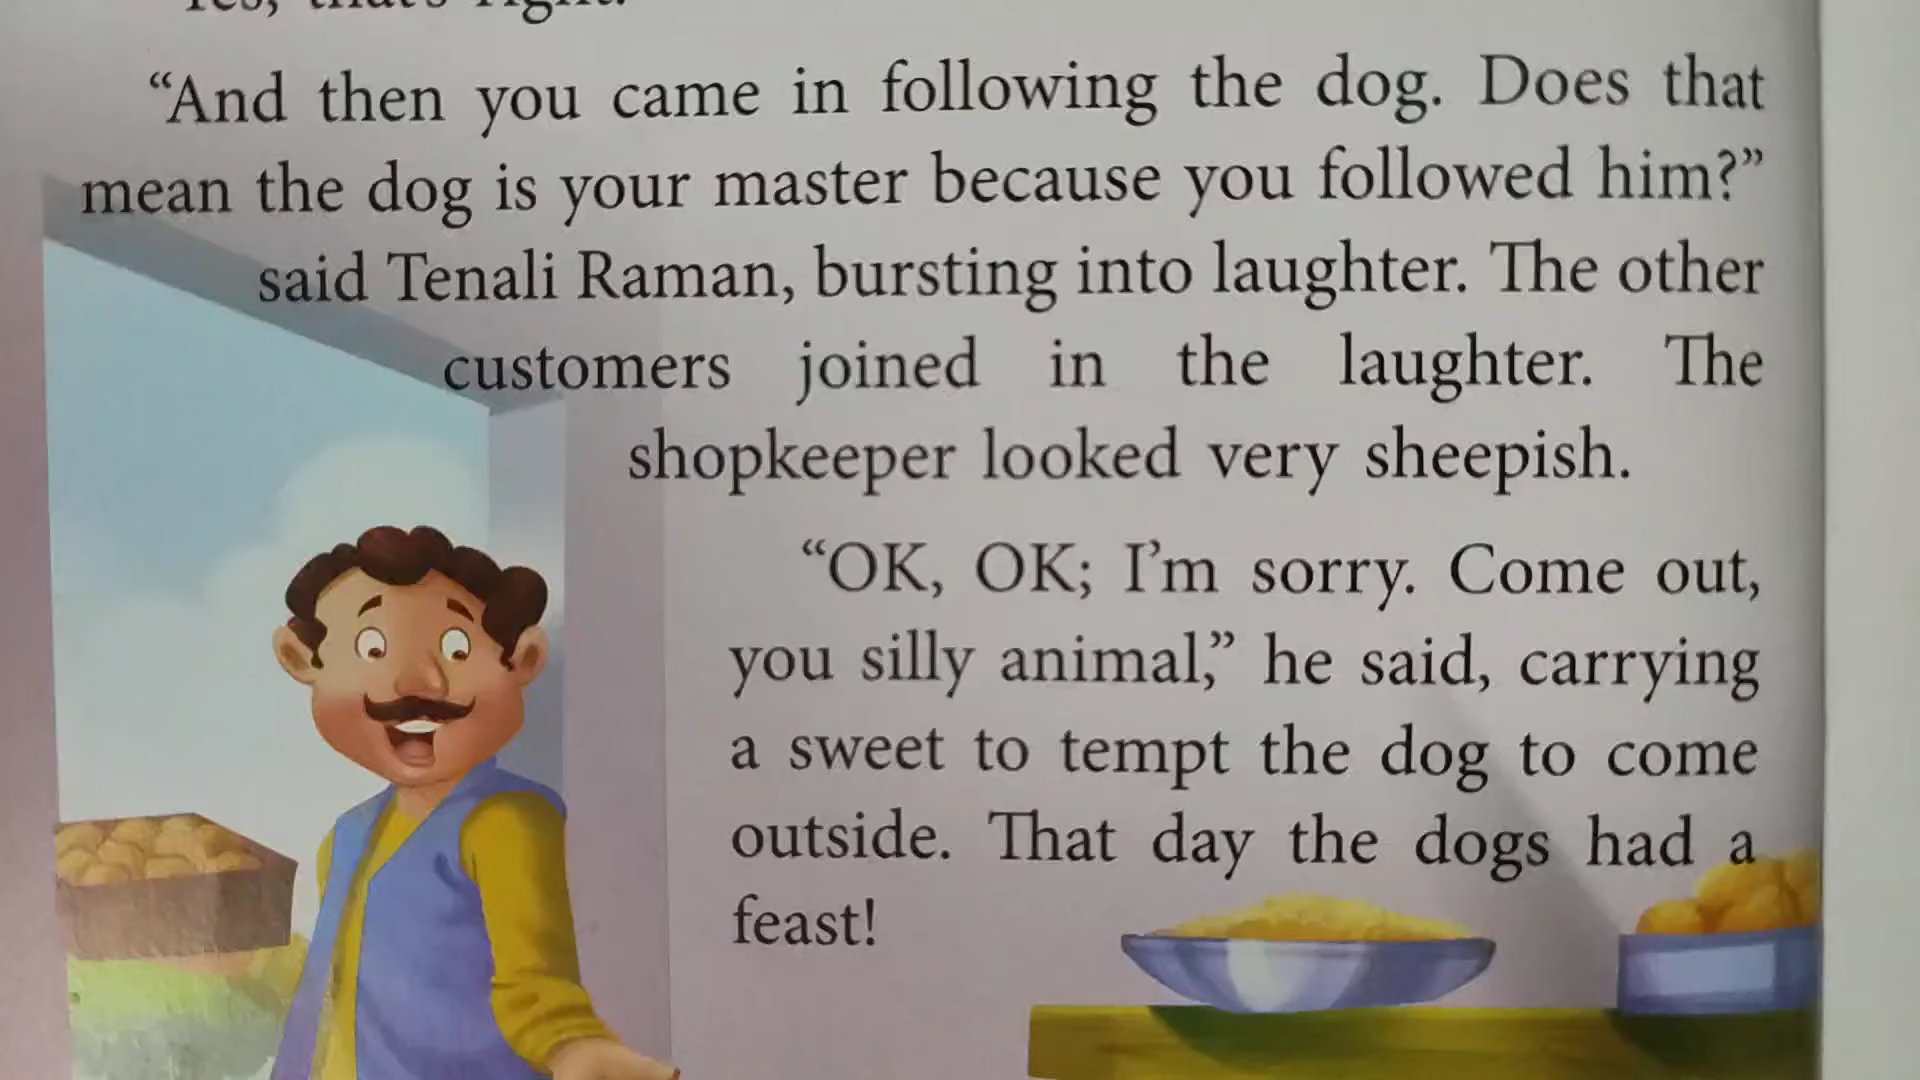 Yes, that's right.
“And then you came in following the dog. Does that
mean the dog is your master because you followed him?”
said Tenali Raman, bursting into laughter. The other
customers joined in the laughter. The
shopkeeper looked very sheepish.
“OK, OK; I’m sorry. Come out,
you silly animal,” he said, carrying
a sweet to tempt the dog to come
outside. That day the dogs had a
feast!